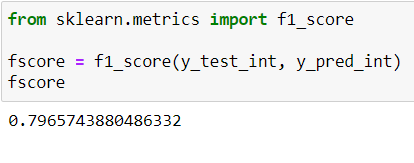 from sklearn.metrics import f1_score
fscore = f1_score(y_test_int, y_pred_int)
fscore
0.7965743880486332